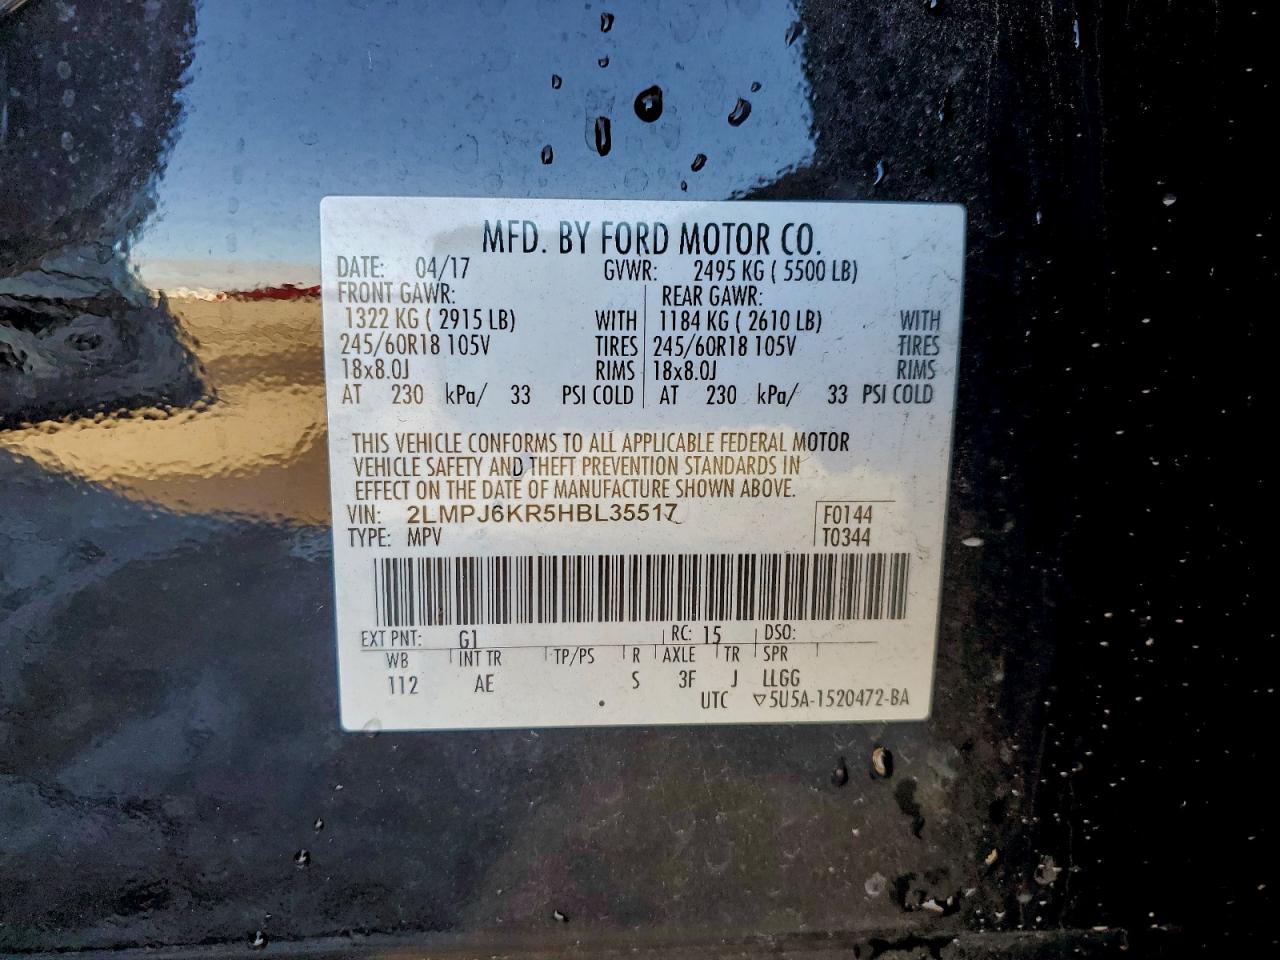 MFD. BY FORD MOTOR CO.
DATE: 04/17 GVWR: 2495 KG ( 5500 LB)
FRONT GAWR: REAR GAWR:
1322 KG ( 2915 LB) WITH 1184 KG ( 2610 LB) WITH
245/60R18 105V TIRES 245/60R18 105V TIRES
18x8.0J RIMS 18x8.0J RIMS
AT 230 kPa/ 33 PSI COLD AT 230 kPa/ 33 PSI COLD
THIS VEHICLE CONFORMS TO ALL APPLICABLE FEDERAL MOTOR
VEHICLE SAFETY AND THEFT PREVENTION STANDARDS IN
EFFECT ON THE DATE OF MANUFACTURE SHOWN ABOVE.
VIN: 2LMPJ6KR5HBL35517 F0144
TYPE: MPV T0344
EXT PNT: G1 RC: 15 DSO:
WB INT TR TP/PS R AXLE TR SPR
112 AE S 3F J LLGG
UTC ▽5U5A-1520472-BA